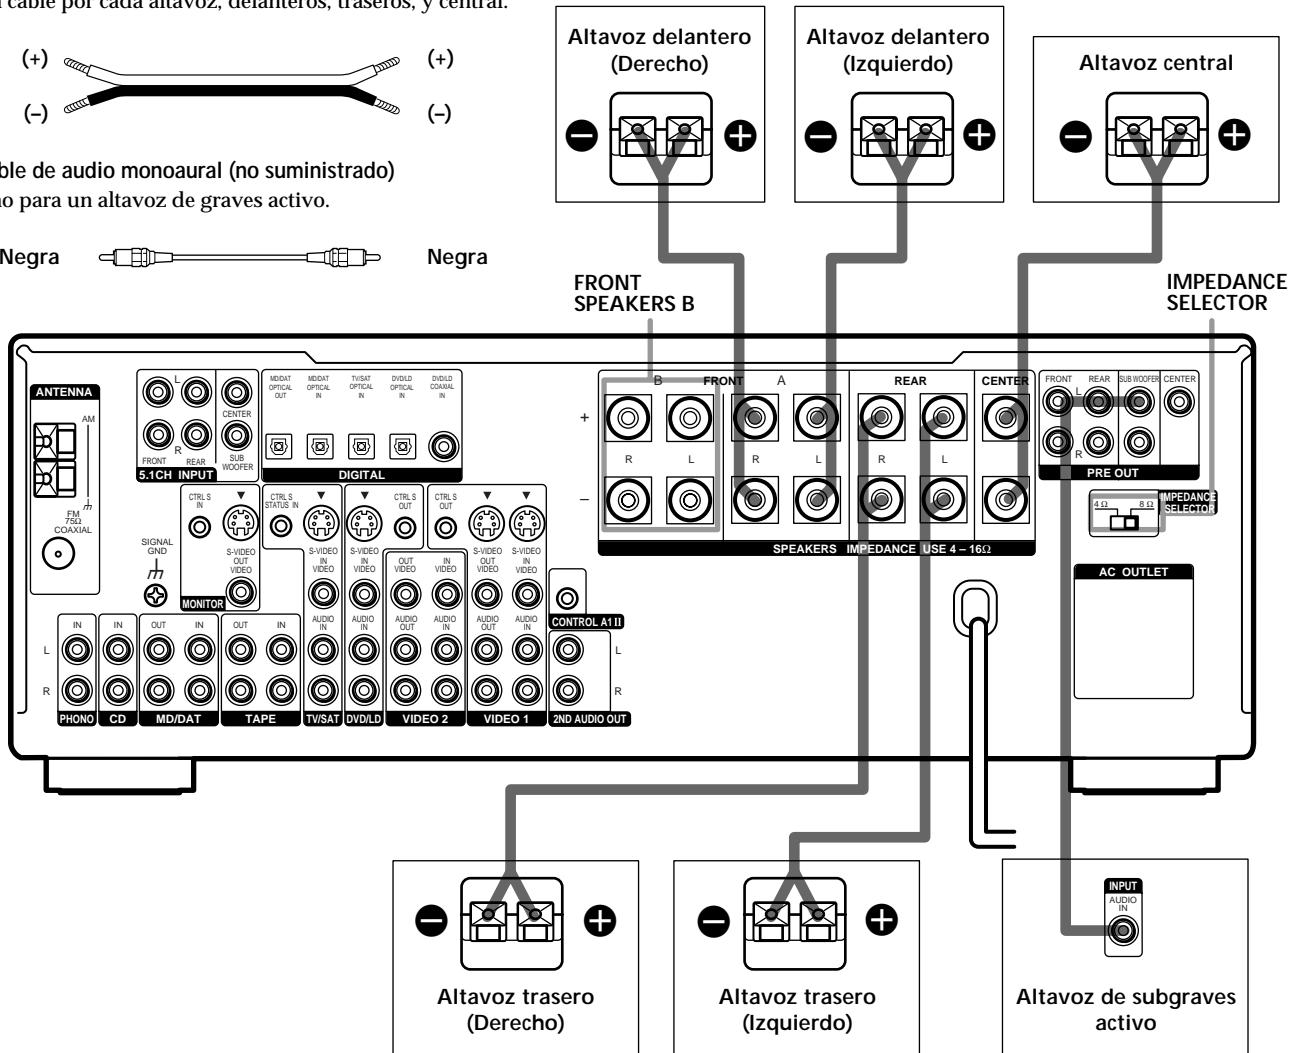 cable por cada altavoz, delanteros, traseros, y central.
(+)
(+)
(–)
(–)
ble de audio monoaural (no suministrado)
o para un altavoz de graves activo.
Negra
Negra
Altavoz delantero
(Derecho)
Altavoz delantero
(Izquierdo)
Altavoz central
FRONT
SPEAKERS B
IMPEDANCE
SELECTOR
ANTENNA
AM
FM
75Ω
COAXIAL
L
R
CENTER
FRONT
REAR
SUB
WOOFER
5.1CH INPUT
MD/DAT
OPTICAL
OUT
MD/DAT
OPTICAL
IN
TV/SAT
OPTICAL
IN
DVD/LD
OPTICAL
IN
DVD/LD
COAXIAL
IN
DIGITAL
B
FRONT
A
REAR
CENTER
+
R
L
R
L
R
L
–
SPEAKERS IMPEDANCE USE 4 – 16Ω
FRONT
REAR
SUB WOOFER
CENTER
L
R
PRE OUT
4 Ω
8 Ω
IMPEDANCE
SELECTOR
AC OUTLET
SIGNAL
GND
CTRL S
IN
S-VIDEO
OUT
VIDEO
MONITOR
CTRL S
STATUS IN
S-VIDEO
IN
VIDEO
AUDIO
IN
S-VIDEO
IN
VIDEO
AUDIO
IN
CTRL S
OUT
OUT
VIDEO
IN
VIDEO
AUDIO
OUT
AUDIO
IN
CTRL S
OUT
S-VIDEO
OUT
VIDEO
S-VIDEO
IN
VIDEO
AUDIO
OUT
AUDIO
IN
CONTROL A1 II
IN
IN
OUT
IN
OUT
IN
L
L
R
R
PHONO
CD
MD/DAT
TAPE
TV/SAT
DVD/LD
VIDEO 2
VIDEO 1
2ND AUDIO OUT
Altavoz trasero
(Derecho)
Altavoz trasero
(Izquierdo)
INPUT
AUDIO
IN
Altavoz de subgraves
activo